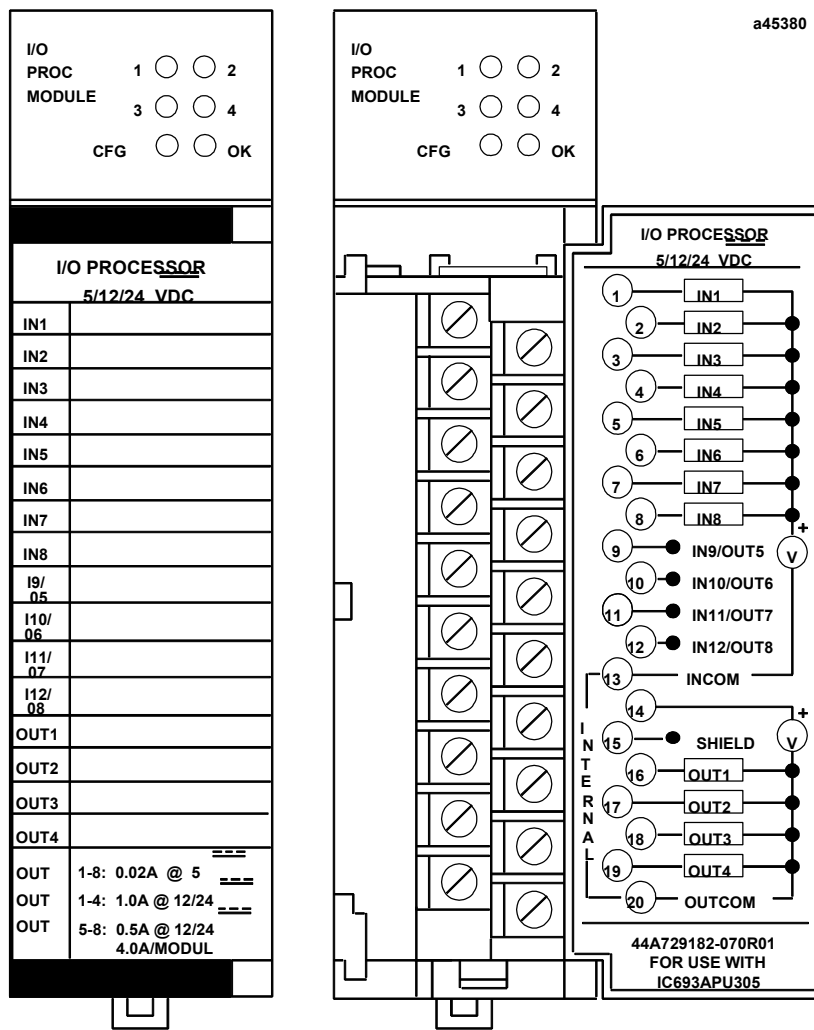 a45380
I/O
PROC
MODULE
1 2
3 4
CFG OK
I/O PROCESSOR
5/12/24 VDC
IN1
IN2
IN3
IN4
IN5
IN6
IN7
IN8
I9/
05
I10/
06
I11/
07
I12/
08
OUT1
OUT2
OUT3
OUT4
OUT 1-8: 0.02A @ 5
OUT 1-4: 1.0A @ 12/24
OUT 5-8: 0.5A @ 12/24
4.0A/MODUL
I/O
PROC
MODULE
1 2
3 4
CFG OK
I/O PROCESSOR
5/12/24 VDC
1 IN1
2 IN2
3 IN3
4 IN4
5 IN5
6 IN6
7 IN7
8 IN8
+
9 IN9/OUT5 V
10 IN10/OUT6
11 IN11/OUT7
12 IN12/OUT8
13 INCOM
14 +
15 SHIELD V
16 OUT1
17 OUT2
18 OUT3
19 OUT4
20 OUTCOM
INTERNAL
44A729182-070R01
FOR USE WITH
IC693APU305